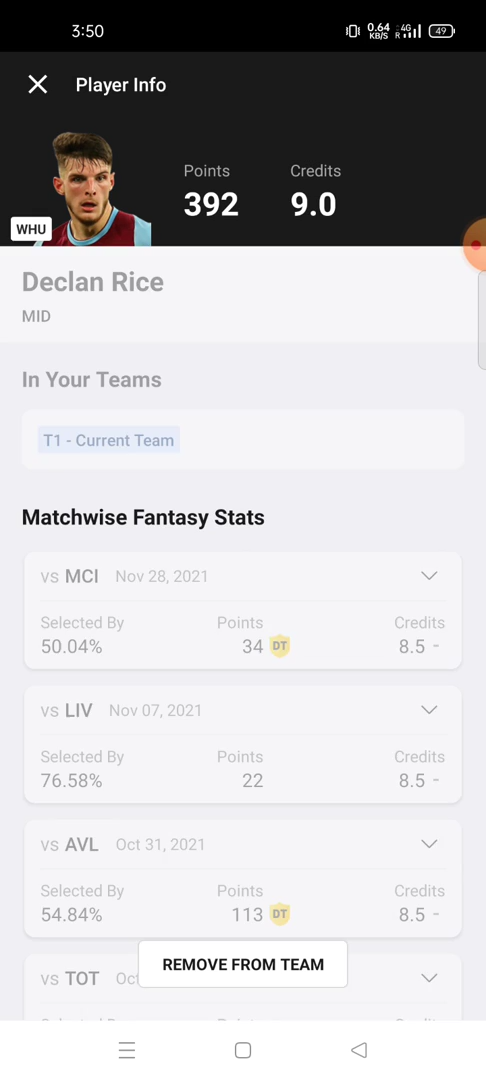 3:50 0.64 KB/S 4G R 49
Player Info
Points Credits
392 9.0
WHU
Declan Rice
MID
In Your Teams
T1 - Current Team
Matchwise Fantasy Stats
vs MCI Nov 28, 2021
Selected By Points Credits
50.04% 34 DT 8.5 -
vs LIV Nov 07, 2021
Selected By Points Credits
76.58% 22 8.5 -
vs AVL Oct 31, 2021
Selected By Points Credits
54.84% 113 DT 8.5 -
vs TOT
REMOVE FROM TEAM